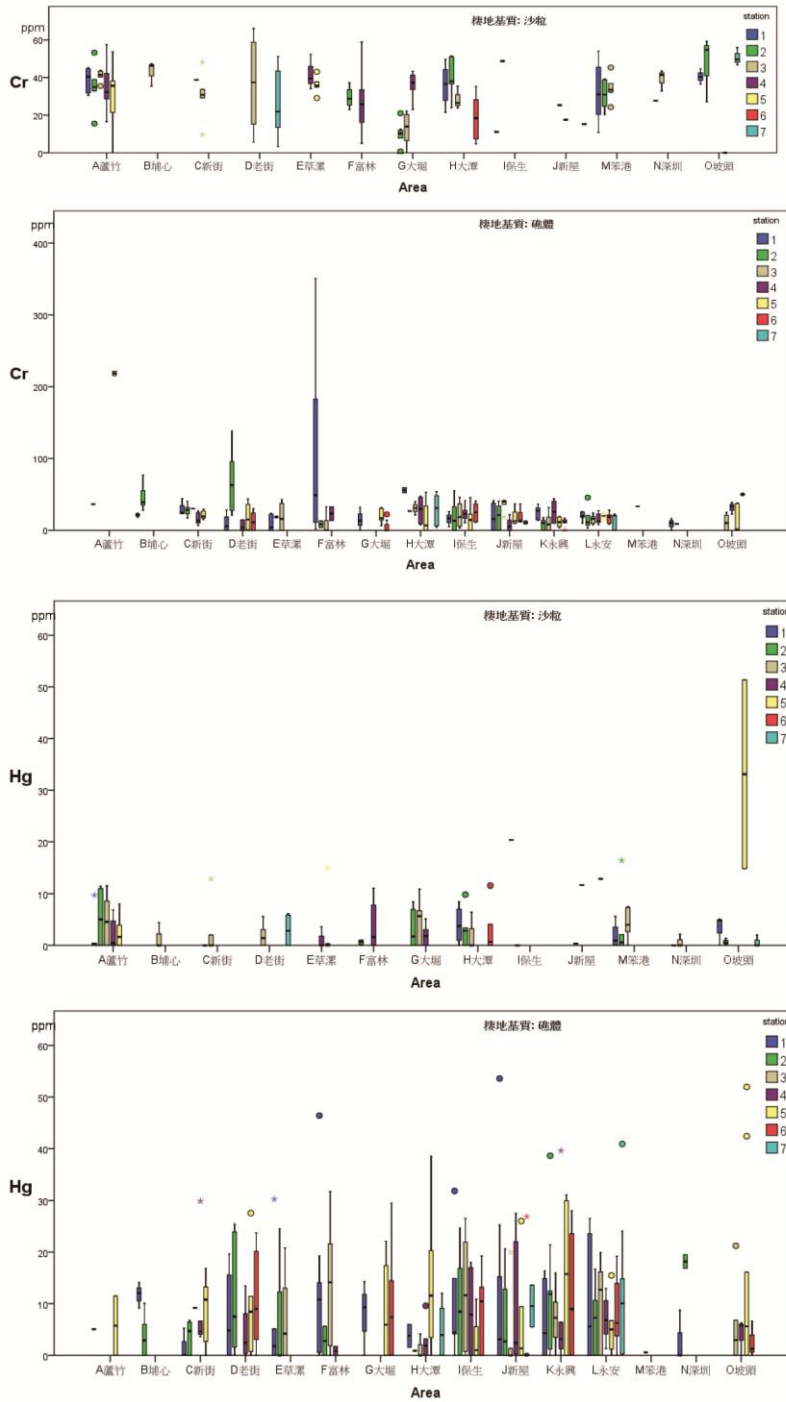 ppm
棲地基質: 沙粒
station
1
2
3
4
5
6
7
60
40
20
0
Cr
A蘆竹 B埔心 C新街 D老街 E草漯 F富林 G大堀 H大潭 I保生 J新屋 M笨港 N深圳 O坡頭
Area
ppm
棲地基質: 礁體
station
1
2
3
4
5
6
7
400
300
200
100
0
Cr
A蘆竹 B埔心 C新街 D老街 E草漯 F富林 G大堀 H大潭 I保生 J新屋 K永興 L永安 M笨港 N深圳 O坡頭
Area
ppm
棲地基質: 沙粒
station
1
2
3
4
5
6
7
60
50
40
30
20
10
0
Hg
A蘆竹 B埔心 C新街 D老街 E草漯 F富林 G大堀 H大潭 I保生 J新屋 M笨港 N深圳 O坡頭
Area
ppm
棲地基質: 礁體
station
1
2
3
4
5
6
7
60
50
40
30
20
10
0
Hg
A蘆竹 B埔心 C新街 D老街 E草漯 F富林 G大堀 H大潭 I保生 J新屋 K永興 L永安 M笨港 N深圳 O坡頭
Area